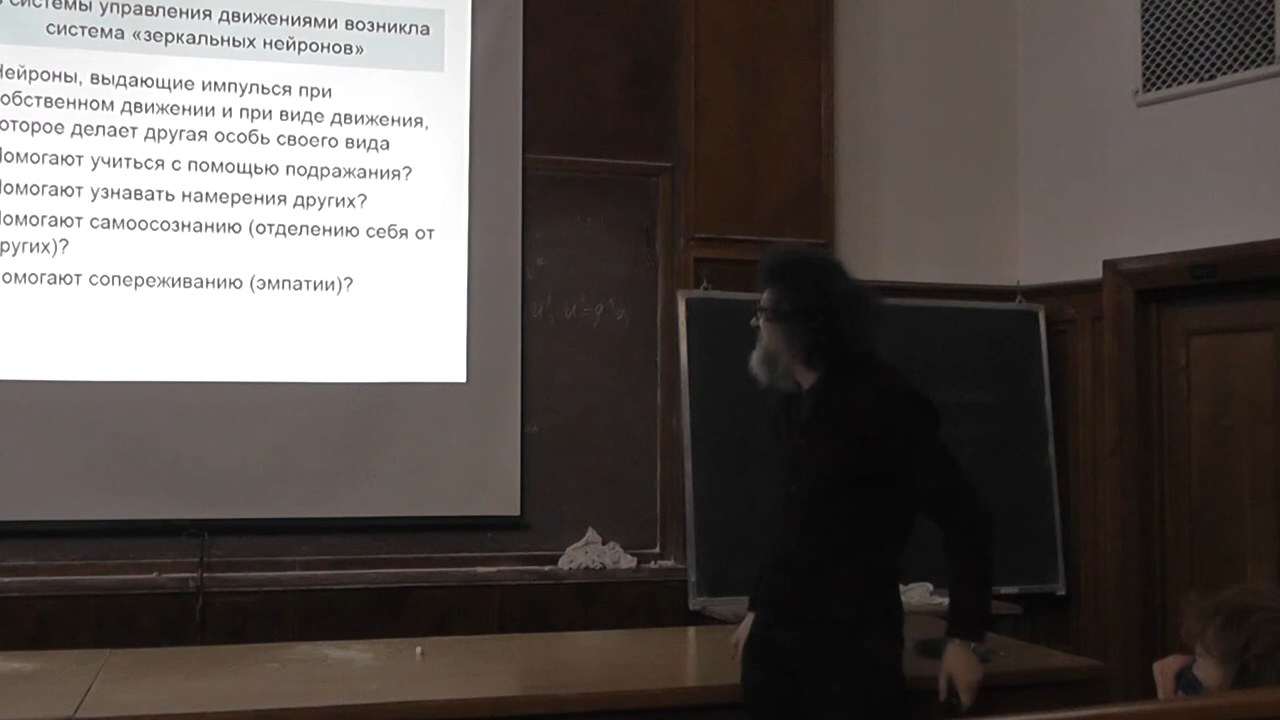 системы управления движениями возникла
система «зеркальных нейронов»
Нейроны, выдающие импулься при
обственном движении и при виде движения,
оторое делает другая особь своего вида
Помогают учиться с помощью подражания?
Помогают узнавать намерения других?
Помогают самоосознанию (отделению себя от
ругих)?
омогают сопереживанию (эмпатии)?